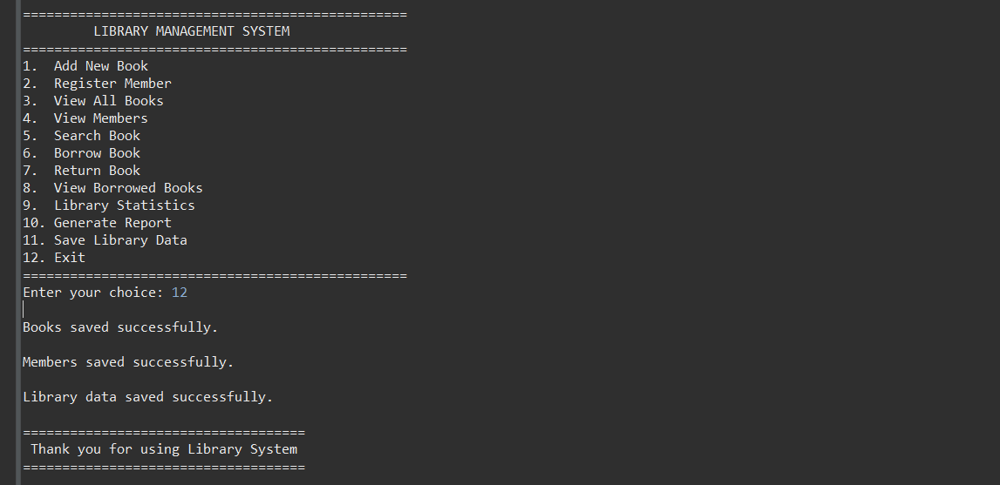 =================================================
LIBRARY MANAGEMENT SYSTEM
=================================================
1.  Add New Book
2.  Register Member
3.  View All Books
4.  View Members
5.  Search Book
6.  Borrow Book
7.  Return Book
8.  View Borrowed Books
9.  Library Statistics
10. Generate Report
11. Save Library Data
12. Exit
=================================================
Enter your choice: 12
Books saved successfully.
Members saved successfully.
Library data saved successfully.
====================================
Thank you for using Library System
====================================